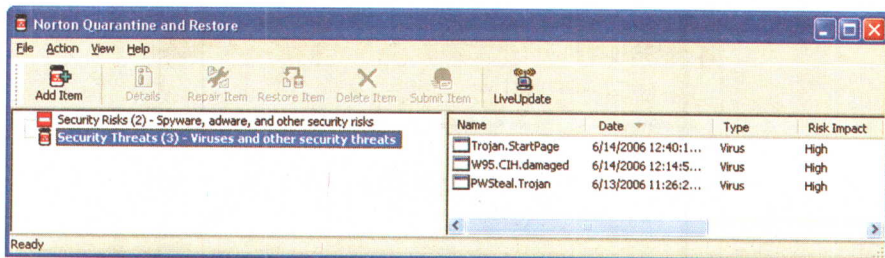 Norton Quarantine and Restore
File Action View Help
Add Item Details Repair Item Restore Item Delete Item Submit Item LiveUpdate
Security Risks (2) - Spyware, adware, and other security risks
Security Threats (3) - Viruses and other security threats
Name Date Type Risk Impact
Trojan.StartPage 6/14/2006 12:40:1... Virus High
W95.CIH.damaged 6/14/2006 12:14:5... Virus High
PWSteal.Trojan 6/13/2006 11:26:2... Virus High
Ready